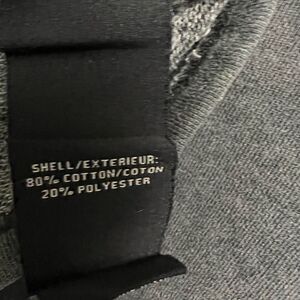 SHELL/EXTERIEUR:
80% COTTON/COTON
20% POLYESTER